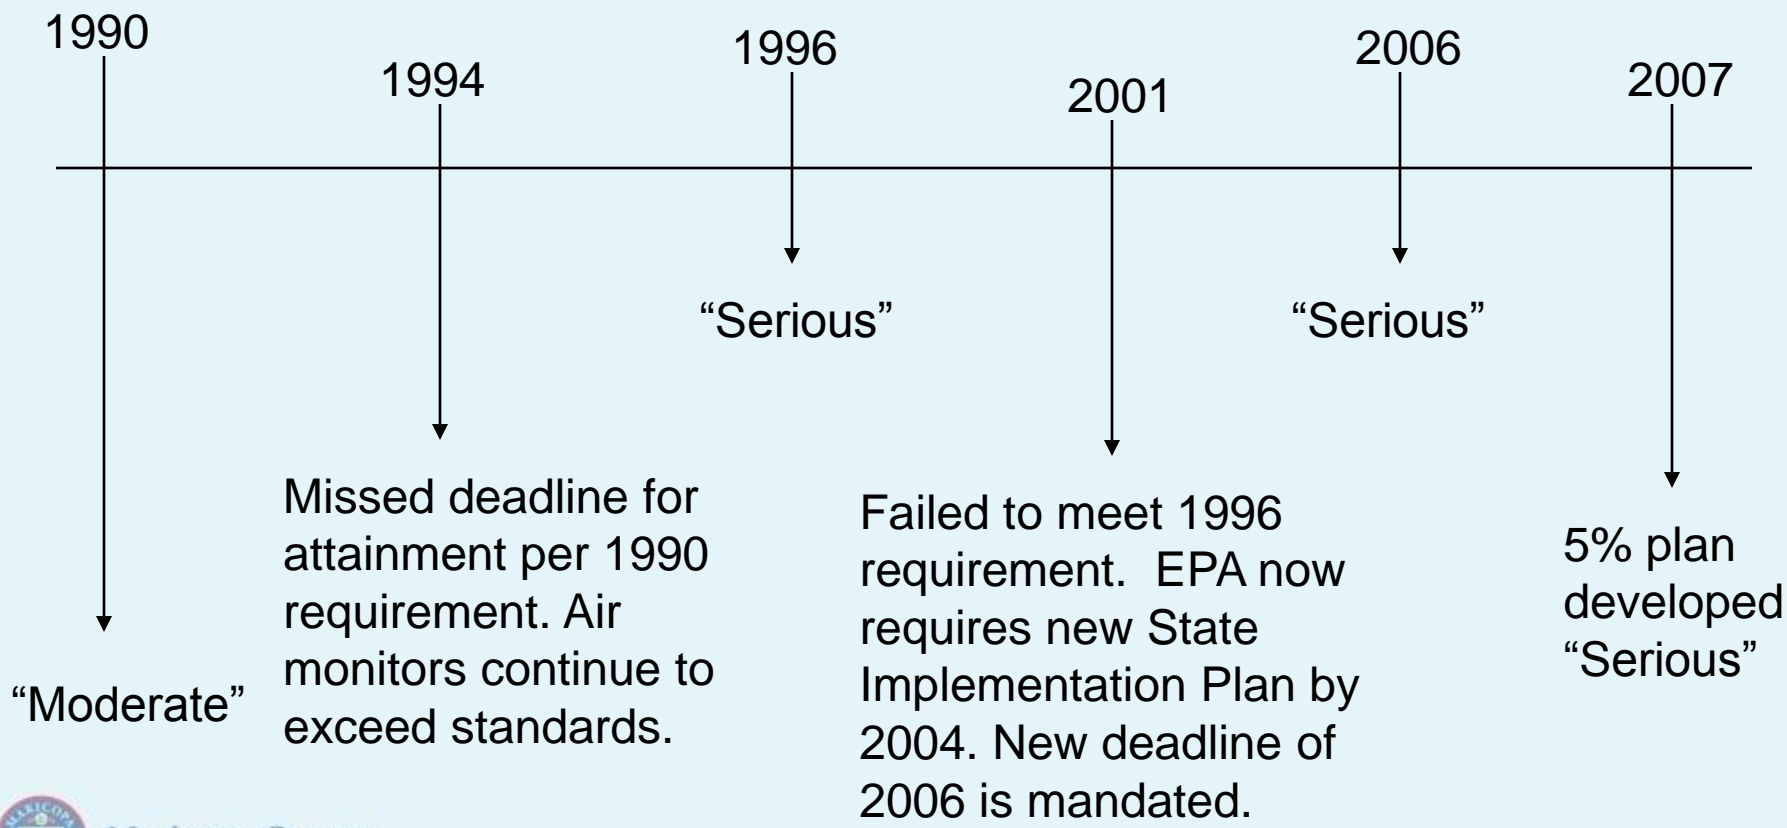 1990
1994
1996
2001
2006
2007
“Moderate”
Missed deadline for
attainment per 1990
requirement. Air
monitors continue to
exceed standards.
“Serious”
Failed to meet 1996
requirement.  EPA now
requires new State
Implementation Plan by
2004. New deadline of
2006 is mandated.
“Serious”
5% plan
developed
“Serious”
MARICOPA